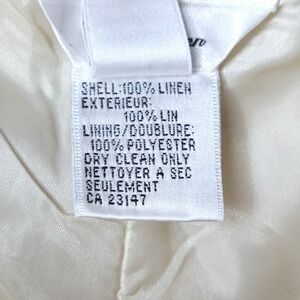 SHELL:100% LINEN
EXTERIEUR:
100% LIN
LINING/DOUBLURE:
100% POLYESTER
DRY CLEAN ONLY
NETTOYER A SEC
SEULEMENT
CA 23147